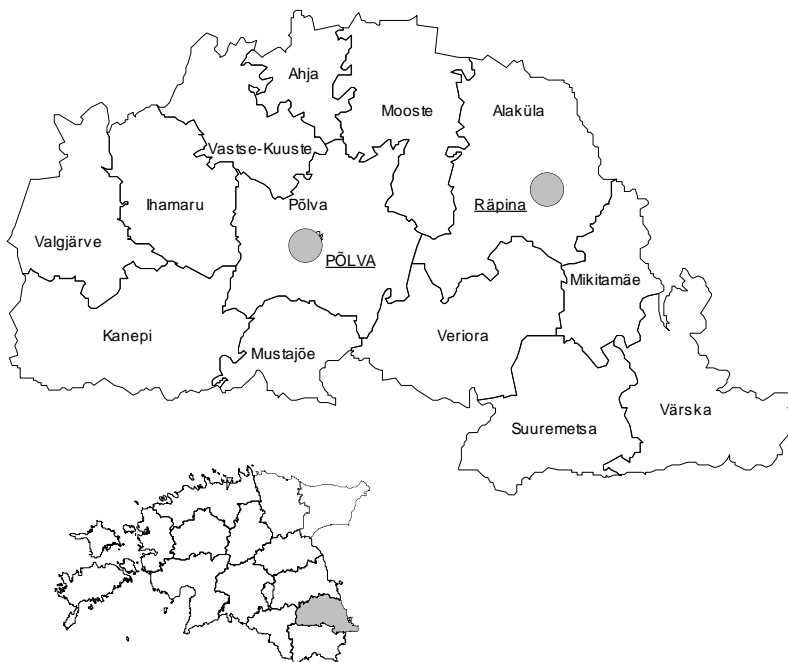 Ahja
Mooste
Alaküla
Vastse-Kuuste
Ihamaru
Põlva
Räpina
Valgjärve
PÕLVA
Mikitamäe
Kanepi
Mustajõe
Veriora
Värska
Suuremetsa